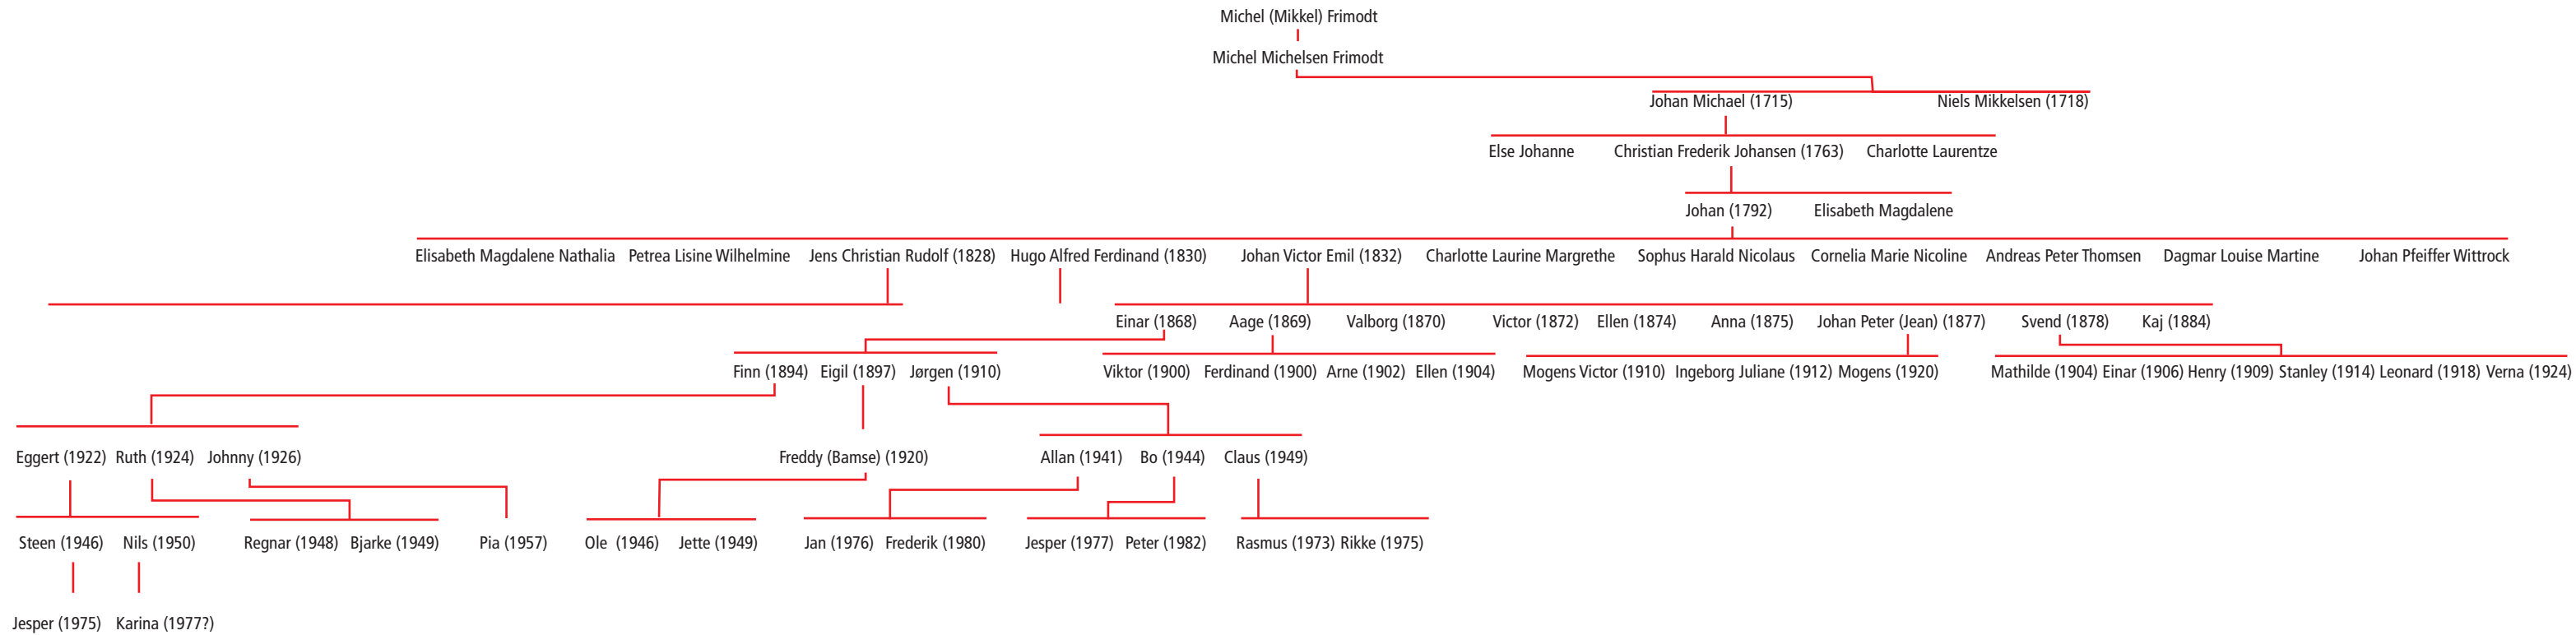 Michel (Mikkel) Frimodt
Michel Michelsen Frimodt
Johan Michael (1715) Niels Mikkelsen (1718)
Else Johanne Christian Frederik Johansen (1763) Charlotte Laurentze
Johan (1792) Elisabeth Magdalene
Elisabeth Magdalene Nathalia Petrea Lisine Wilhelmine Jens Christian Rudolf (1828) Hugo Alfred Ferdinand (1830) Johan Victor Emil (1832) Charlotte Laurine Margrethe Sophus Harald Nicolaus Cornelia Marie Nicoline Andreas Peter Thomsen Dagmar Louise Martine Johan Pfeiffer Wittrock
Einar (1868) Aage (1869) Valborg (1870) Victor (1872) Ellen (1874) Anna (1875) Johan Peter (Jean) (1877) Svend (1878) Kaj (1884)
Finn (1894) Eigil (1897) Jørgen (1910) Viktor (1900) Ferdinand (1900) Arne (1902) Ellen (1904) Mogens Victor (1910) Ingeborg Juliane (1912) Mogens (1920) Mathilde (1904) Einar (1906) Henry (1909) Stanley (1914) Leonard (1918) Verna (1924)
Eggert (1922) Ruth (1924) Johnny (1926) Freddy (Bamse) (1920) Allan (1941) Bo (1944) Claus (1949)
Steen (1946) Nils (1950) Regnar (1948) Bjarke (1949) Pia (1957) Ole (1946) Jette (1949) Jan (1976) Frederik (1980) Jesper (1977) Peter (1982) Rasmus (1973) Rikke (1975)
Jesper (1975) Karina (1977?)